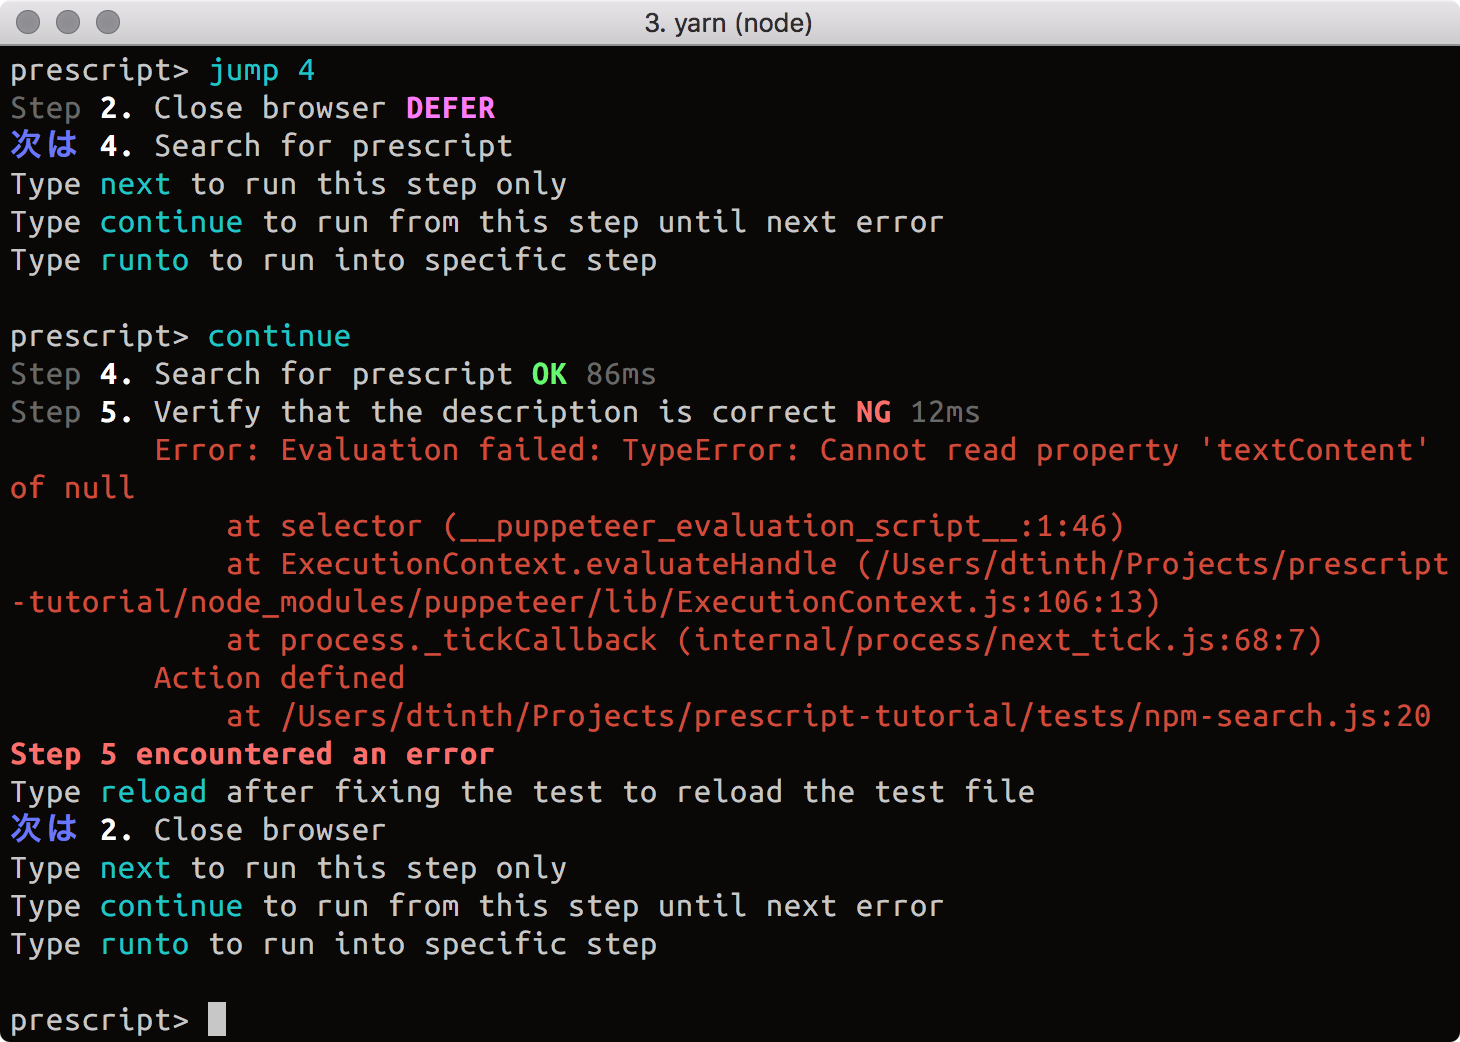 3. yarn (node)
prescript> jump 4
Step 2. Close browser DEFER
次は 4. Search for prescript
Type next to run this step only
Type continue to run from this step until next error
Type runto to run into specific step
prescript> continue
Step 4. Search for prescript OK 86ms
Step 5. Verify that the description is correct NG 12ms
Error: Evaluation failed: TypeError: Cannot read property 'textContent'
of null
at selector (__puppeteer_evaluation_script__:1:46)
at ExecutionContext.evaluateHandle (/Users/dtinth/Projects/prescript
-tutorial/node_modules/puppeteer/lib/ExecutionContext.js:106:13)
at process._tickCallback (internal/process/next_tick.js:68:7)
Action defined
at /Users/dtinth/Projects/prescript-tutorial/tests/npm-search.js:20
Step 5 encountered an error
Type reload after fixing the test to reload the test file
次は 2. Close browser
Type next to run this step only
Type continue to run from this step until next error
Type runto to run into specific step
prescript>